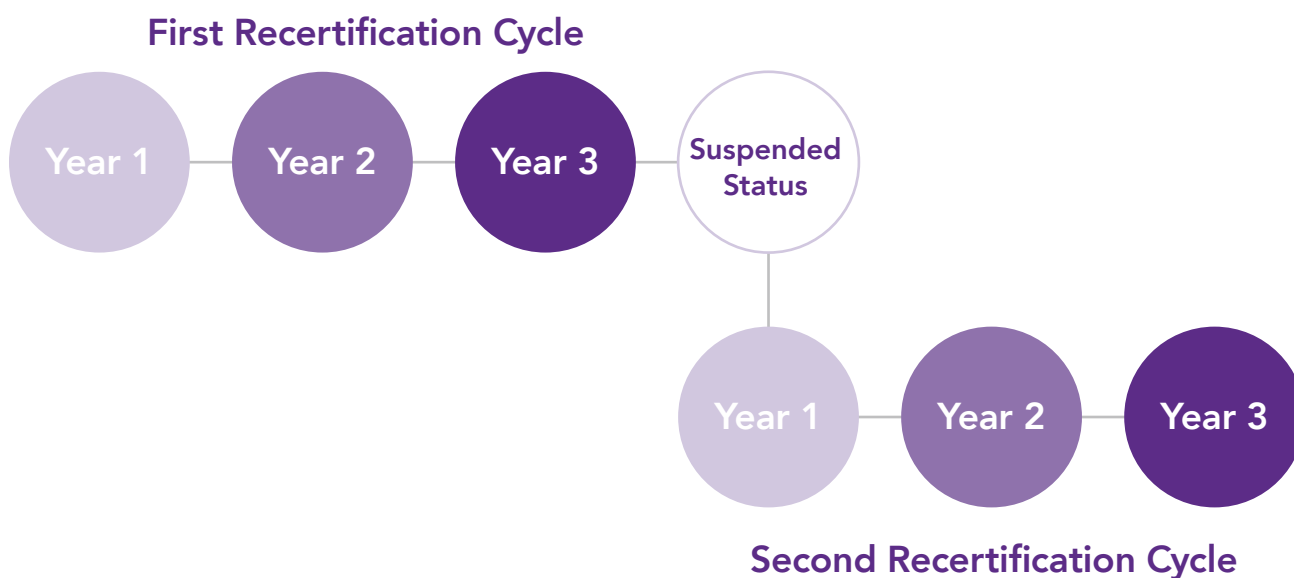 First Recertification Cycle
Year 1
Year 2
Year 3
Suspended
Status
Year 1
Year 2
Year 3
Second Recertification Cycle